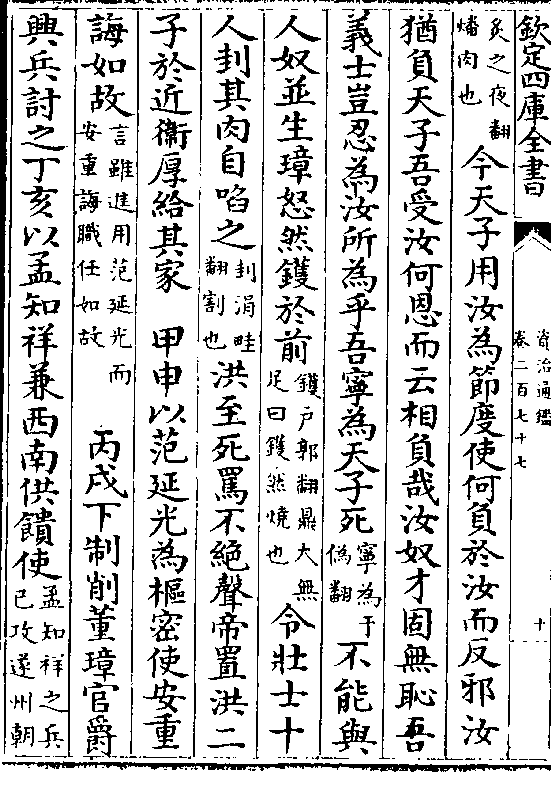 欽定四庫全書
資治通鑑
卷二百七十七
十
炙之夜翻
燔肉也
今天子用汝為節度使何負於汝而反邪汝
猶負天子吾受汝何恩而云相負哉汝奴才固無恥吾
義士豈忍為汝所為乎吾寧為天子死
寧為于
偽翻
不能與
人奴並生璋怒然鑊於前
鑊戶郭翻鼎大無
足曰鑊然燒也
令壯士十
人刲其肉自啗之
刲涓畦
翻割也
洪至死罵不絶聲帝置洪二
子於近衞厚給其家　甲申以范延光為樞密使安重
誨如故
言雖進用范延光而
安重誨職任如故
丙戌下制削董璋官爵
興兵討之丁亥以孟知祥兼西南供饋使
孟知祥之兵
已攻遂州朝